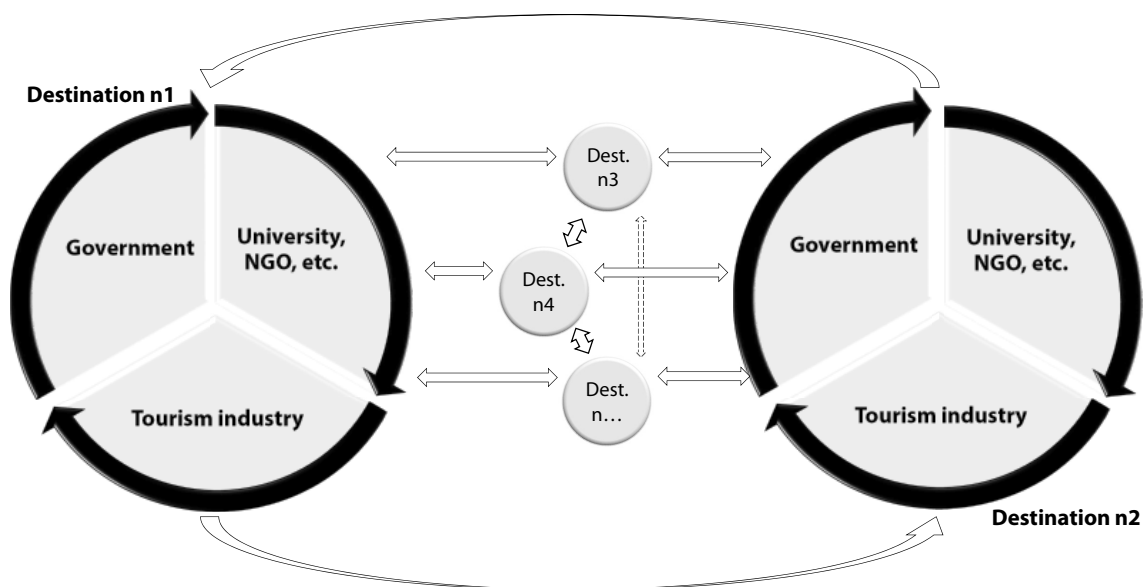 Destination n1
Government
University,
NGO, etc.
Tourism industry
Dest.
n3
Dest.
n4
Dest.
n…
Government
University,
NGO, etc.
Tourism industry
Destination n2